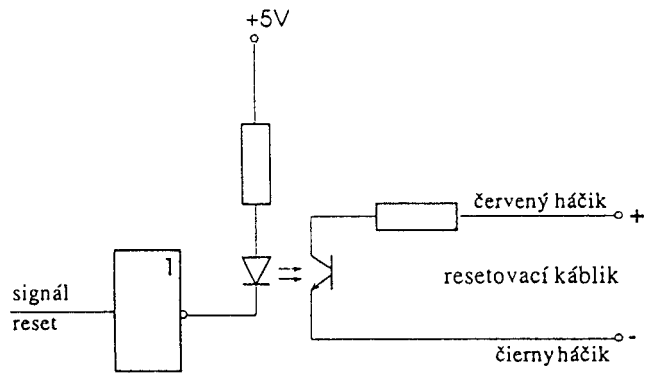 +5V
červený háčik
+
1
resetovací káblik
signál
reset
-
čierny háčik